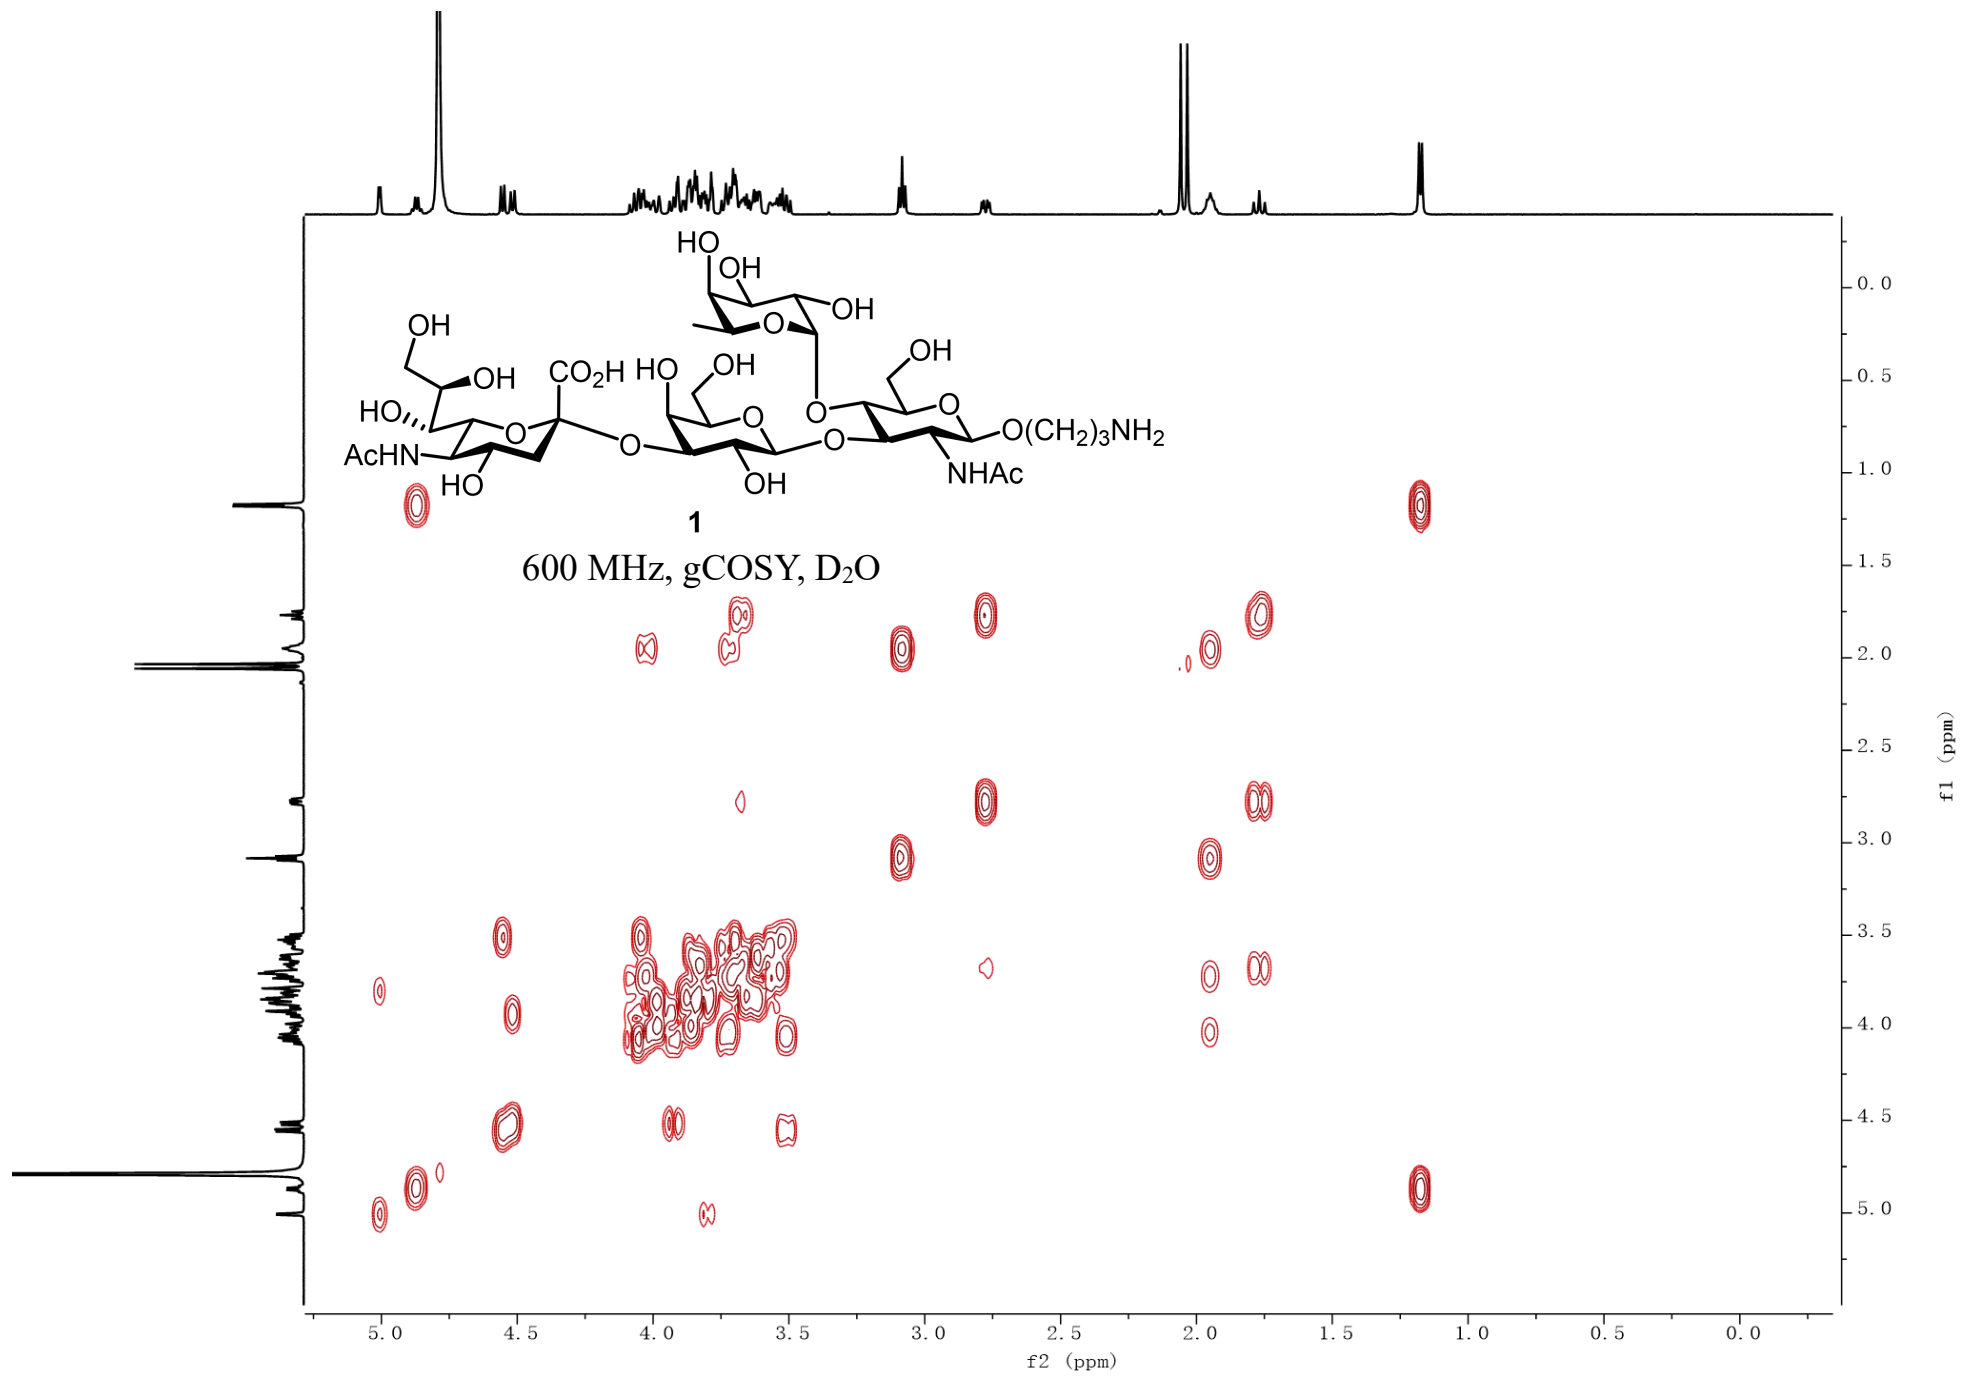 HO
OH
OH
OH
OH
CO₂H
HO
OH
OH
HO
O
O
O
O
O
O
O
O(CH₂)₃NH₂
AcHN
HO
OH
NHAc
1
600 MHz, gCOSY, D₂O
0.0
0.5
1.0
1.5
2.0
2.5
3.0
3.5
4.0
4.5
5.0
f1 (ppm)
5.0 4.5 4.0 3.5 3.0 2.5 2.0 1.5 1.0 0.5 0.0
f2 (ppm)